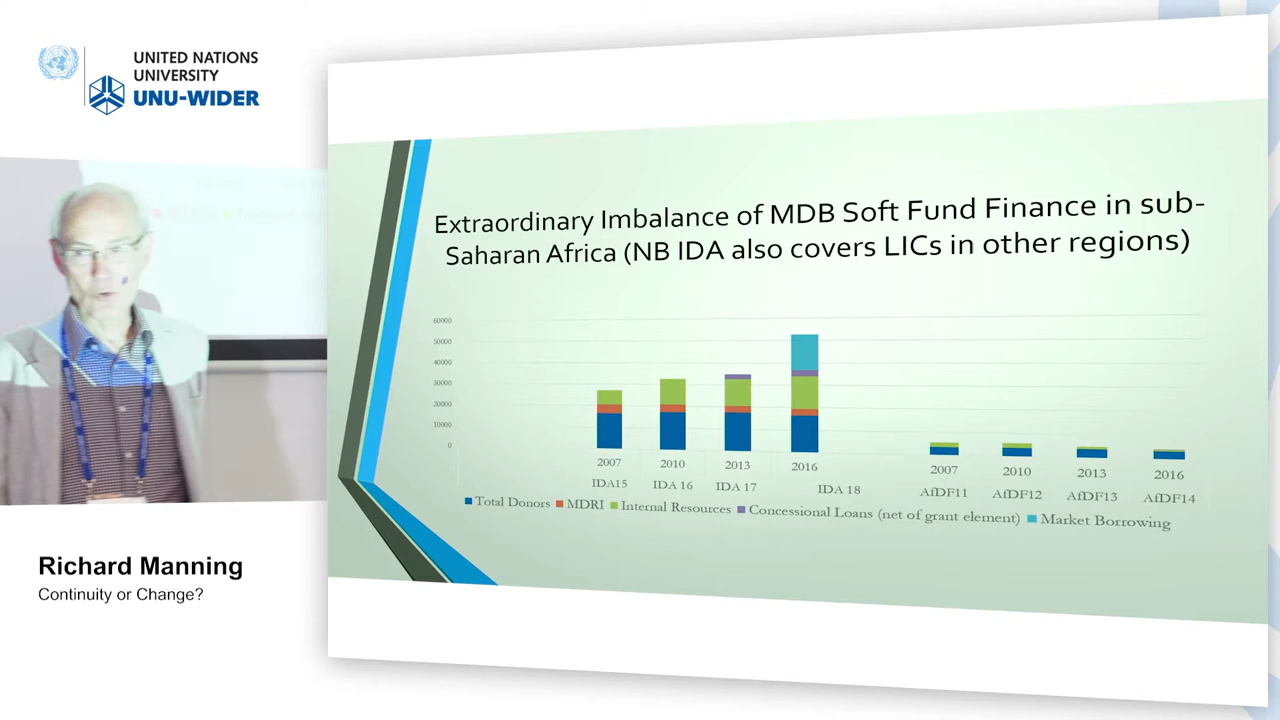 UNITED NATIONS
UNIVERSITY
UNU-WIDER
Extraordinary Imbalance of MDB Soft Fund Finance in sub-
Saharan Africa (NB IDA also covers LICs in other regions)
60000
50000
40000
30000
20000
10000
0
2007 2010 2013 2016 2007 2010 2013 2016
IDA15 IDA 16 IDA 17 IDA 18 AfDF11 AfDF12 AfDF13 AfDF14
Total Donors MDRI Internal Resources Concessional Loans (net of grant element) Market Borrowing
Richard Manning
Continuity or Change?